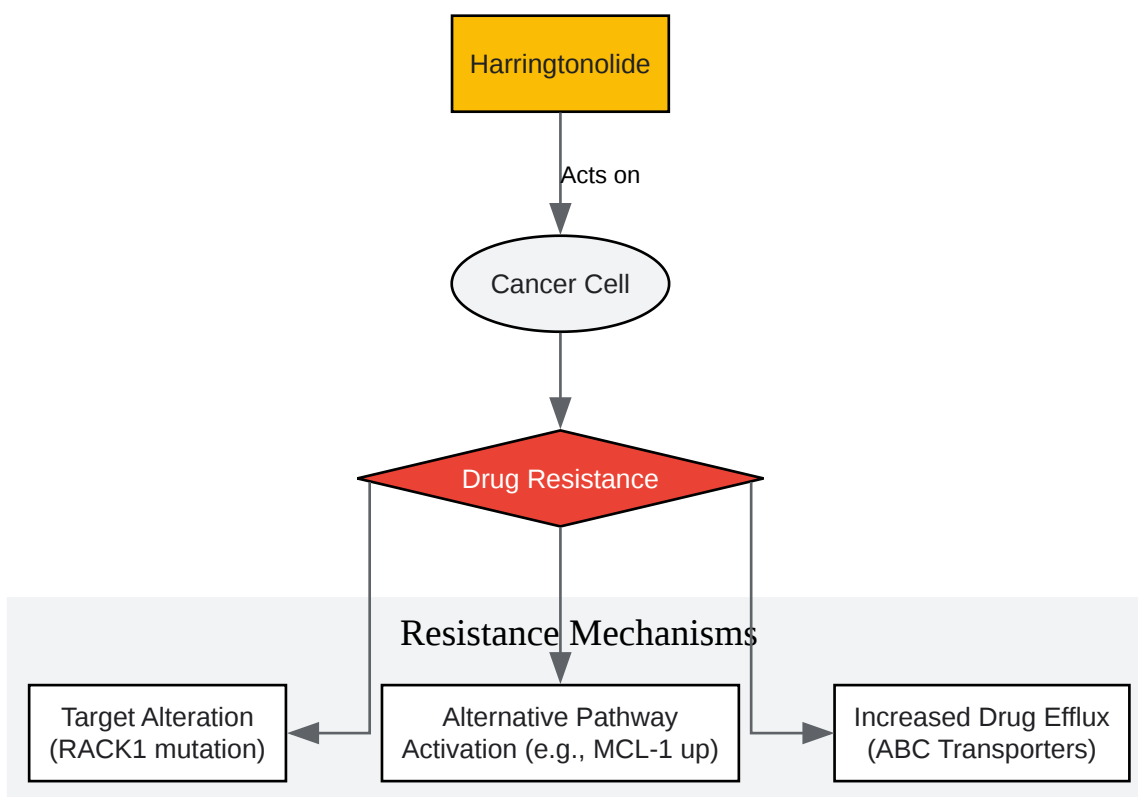 Harringtonolide
Acts on
Cancer Cell
Drug Resistance
Resistance Mechanisms
Target Alteration
(RACK1 mutation)
Alternative Pathway
Activation (e.g., MCL-1 up)
Increased Drug Efflux
(ABC Transporters)